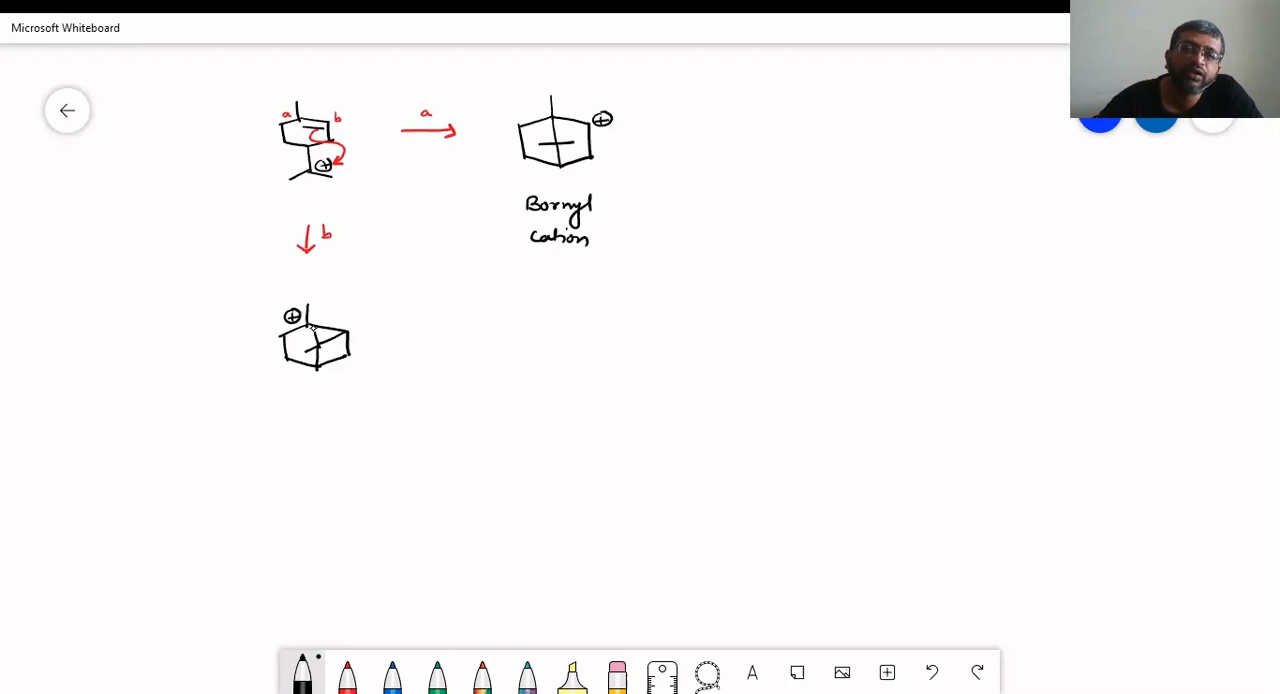 Microsoft Whiteboard
a b
a
⊕
⊕
Bornyl
Cation
b
⊕
A